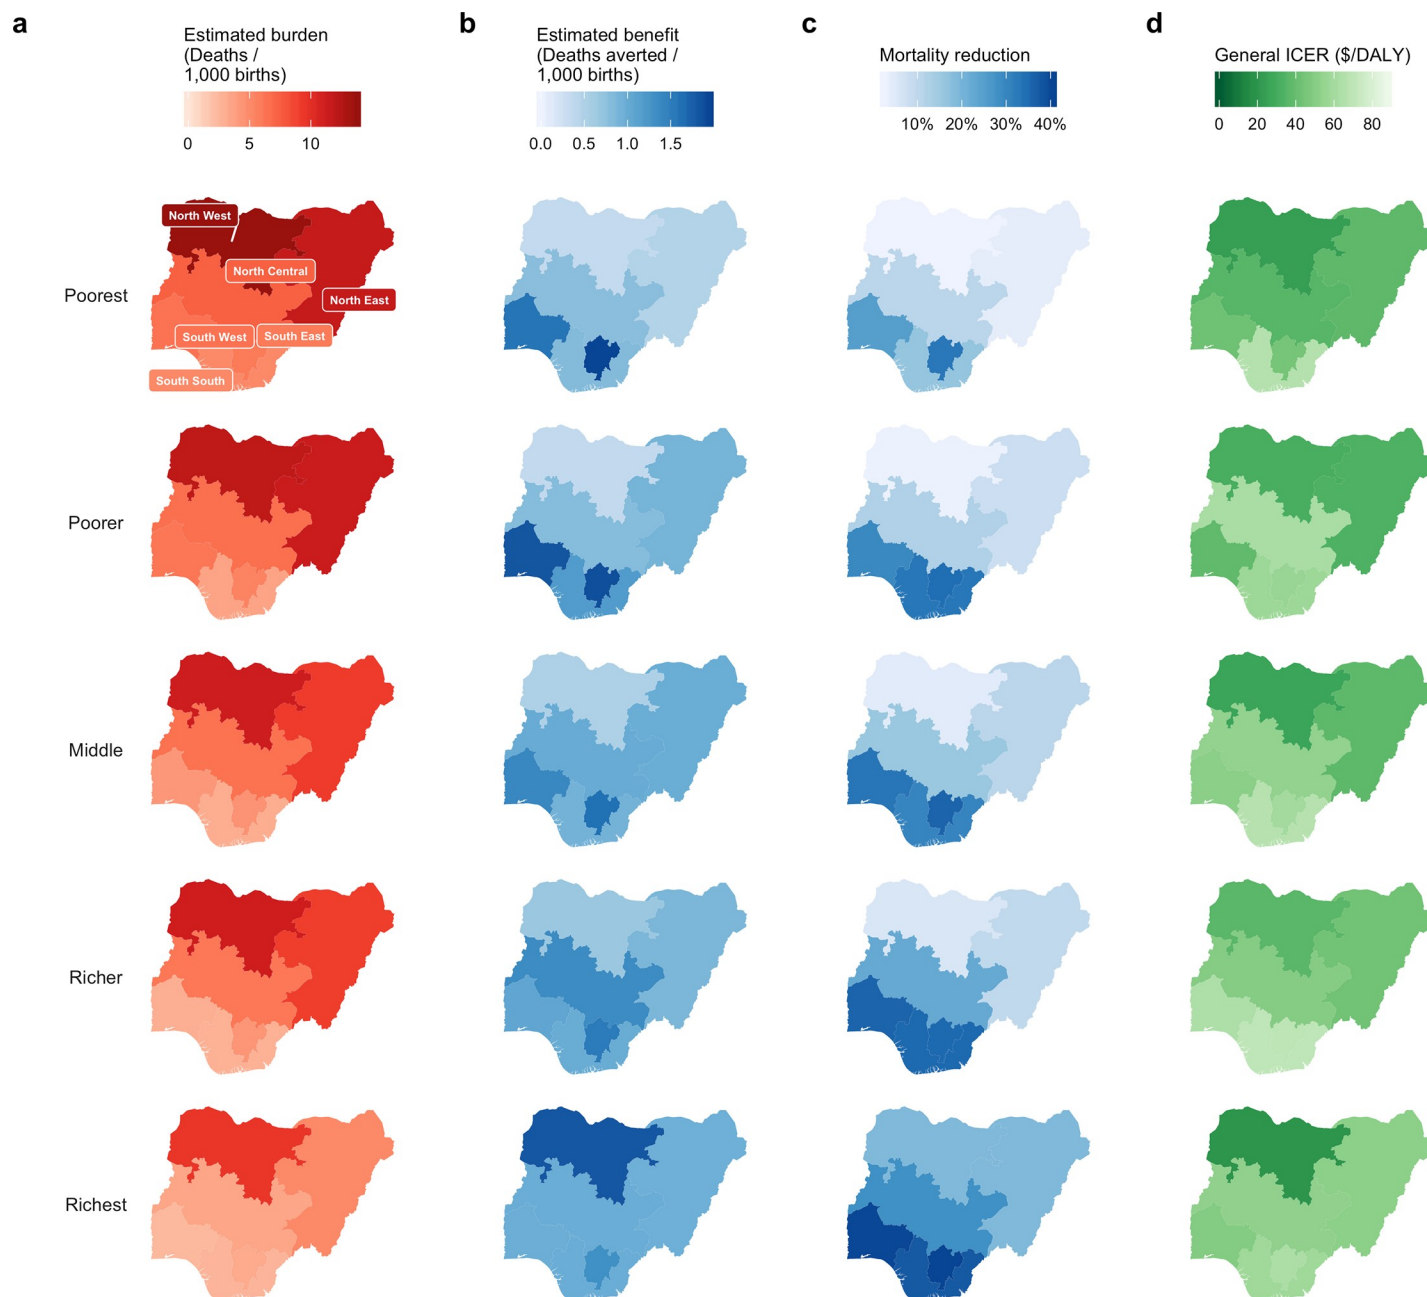 a
Estimated burden
(Deaths /
1,000 births)
0 5 10
b
Estimated benefit
(Deaths averted /
1,000 births)
0.0 0.5 1.0 1.5
c
Mortality reduction
10% 20% 30% 40%
d
General ICER ($/DALY)
0 20 40 60 80
Poorest
North West
North Central
North East
South West
South East
South South
Poorer
Middle
Richer
Richest